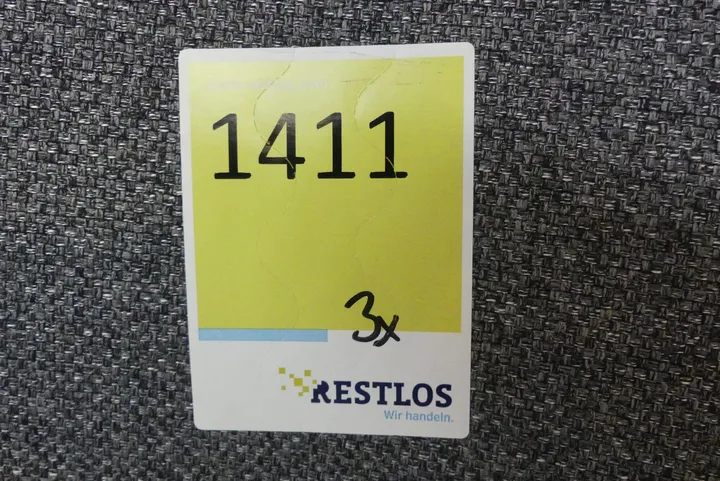 1411
3x
RESTLOS
Wir handeln.